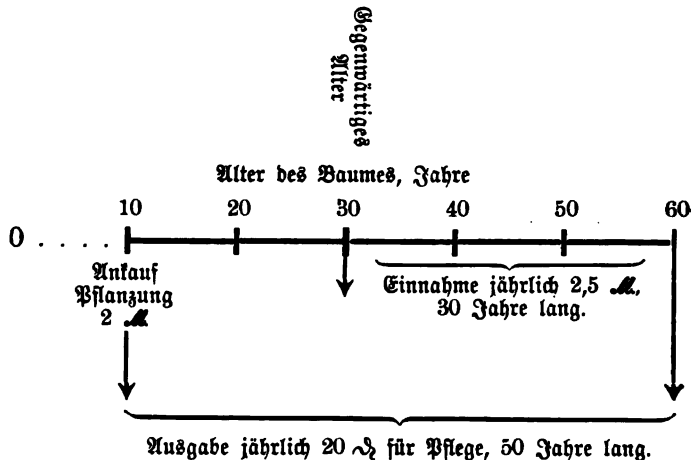 Gegenwärtiges
Alter
Alter des Baumes, Jahre
10 20 30 40 50 60
0 . . . . .
Ankauf
Pflanzung
2 ℳ
Einnahme jährlich 2,5 ℳ,
30 Jahre lang.
Ausgabe jährlich 20 ₰ für Pflege, 50 Jahre lang.